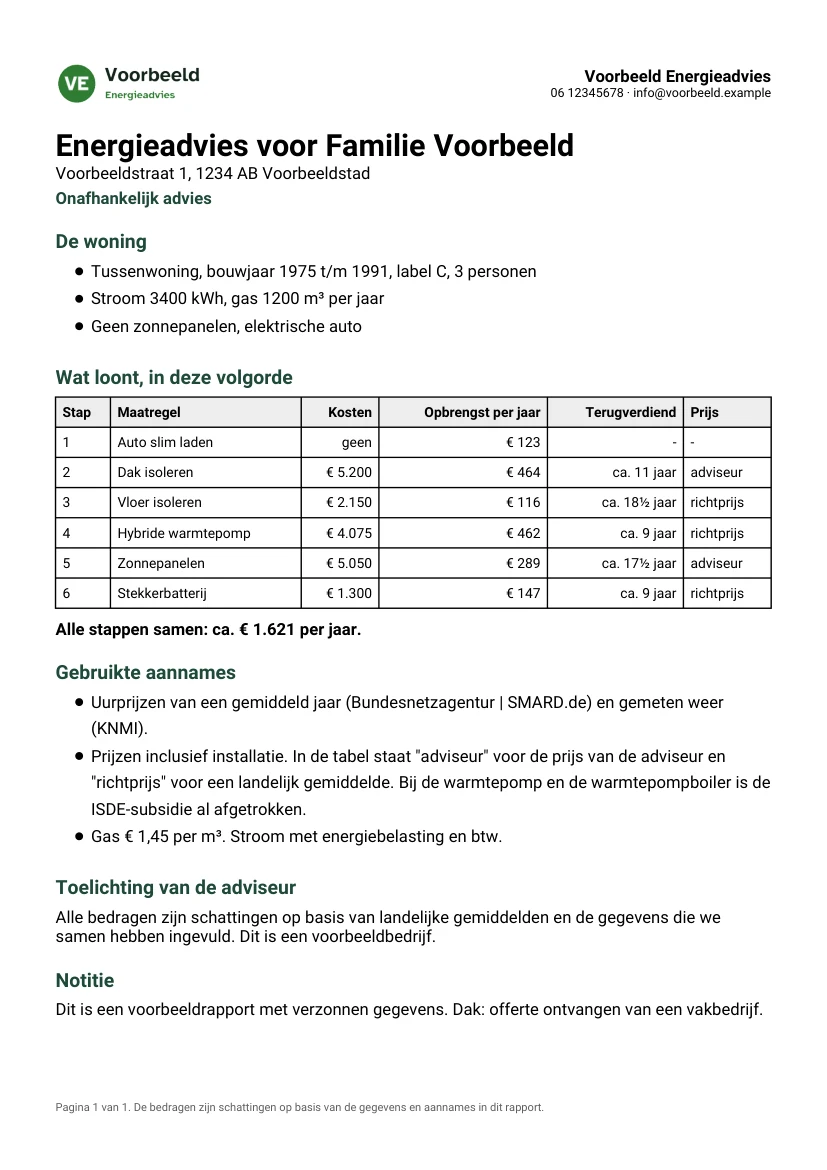 VE Voorbeeld
Energieadvies
Voorbeeld Energieadvies
06 12345678 · info@voorbeeld.example
Energieadvies voor Familie Voorbeeld
Voorbeeldstraat 1, 1234 AB Voorbeeldstad
Onafhankelijk advies
De woning
● Tussenwoning, bouwjaar 1975 t/m 1991, label C, 3 personen
● Stroom 3400 kWh, gas 1200 m³ per jaar
● Geen zonnepanelen, elektrische auto
Wat loont, in deze volgorde
Stap Maatregel Kosten Opbrengst per jaar Terugverdiend Prijs
1 Auto slim laden geen € 123 - -
2 Dak isoleren € 5.200 € 464 ca. 11 jaar adviseur
3 Vloer isoleren € 2.150 € 116 ca. 18½ jaar richtprijs
4 Hybride warmtepomp € 4.075 € 462 ca. 9 jaar richtprijs
5 Zonnepanelen € 5.050 € 289 ca. 17½ jaar adviseur
6 Stekkerbatterij € 1.300 € 147 ca. 9 jaar richtprijs
Alle stappen samen: ca. € 1.621 per jaar.
Gebruikte aannames
● Uurprijzen van een gemiddeld jaar (Bundesnetzagentur | SMARD.de) en gemeten weer
(KNMI).
● Prijzen inclusief installatie. In de tabel staat "adviseur" voor de prijs van de adviseur en
"richtprijs" voor een landelijk gemiddelde. Bij de warmtepomp en de warmtepompboiler is de
ISDE-subsidie al afgetrokken.
● Gas € 1,45 per m³. Stroom met energiebelasting en btw.
Toelichting van de adviseur
Alle bedragen zijn schattingen op basis van landelijke gemiddelden en de gegevens die we
samen hebben ingevuld. Dit is een voorbeeldbedrijf.
Notitie
Dit is een voorbeeldrapport met verzonnen gegevens. Dak: offerte ontvangen van een vakbedrijf.
Pagina 1 van 1. De bedragen zijn schattingen op basis van de gegevens en aannames in dit rapport.